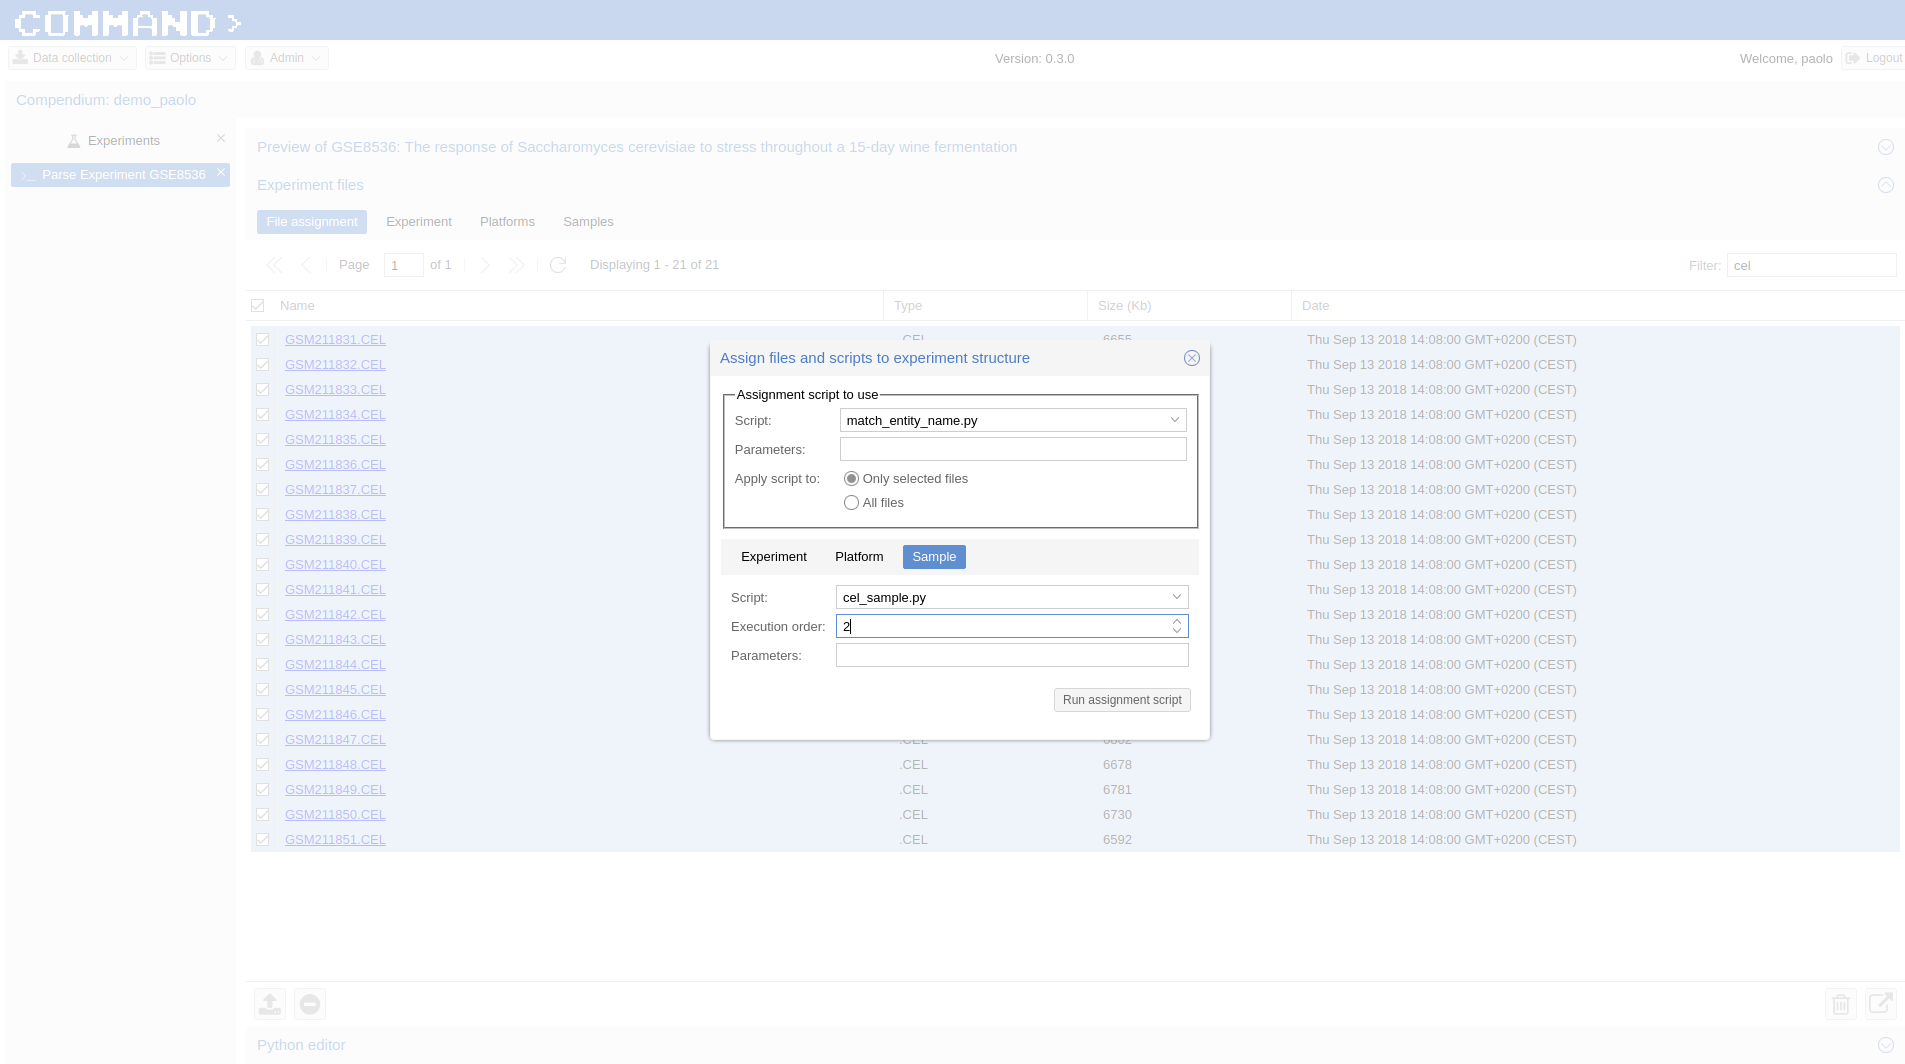 COMMAND >
Data collection Options Admin Version: 0.3.0 Welcome, paolo Logout
Compendium: demo_paolo
Experiments
Parse Experiment GSE8536
Preview of GSE8536: The response of Saccharomyces cerevisiae to stress throughout a 15-day wine fermentation
Experiment files
File assignment Experiment Platforms Samples
Page 1 of 1 Displaying 1 - 21 of 21 Filter: cel
Name Type Size (Kb) Date
GSM211831.CEL .CEL 6655 Thu Sep 13 2018 14:08:00 GMT+0200 (CEST)
GSM211832.CEL Thu Sep 13 2018 14:08:00 GMT+0200 (CEST)
GSM211833.CEL Thu Sep 13 2018 14:08:00 GMT+0200 (CEST)
GSM211834.CEL Thu Sep 13 2018 14:08:00 GMT+0200 (CEST)
GSM211835.CEL Thu Sep 13 2018 14:08:00 GMT+0200 (CEST)
GSM211836.CEL Thu Sep 13 2018 14:08:00 GMT+0200 (CEST)
GSM211837.CEL Thu Sep 13 2018 14:08:00 GMT+0200 (CEST)
GSM211838.CEL Thu Sep 13 2018 14:08:00 GMT+0200 (CEST)
GSM211839.CEL Thu Sep 13 2018 14:08:00 GMT+0200 (CEST)
GSM211840.CEL Thu Sep 13 2018 14:08:00 GMT+0200 (CEST)
GSM211841.CEL Thu Sep 13 2018 14:08:00 GMT+0200 (CEST)
GSM211842.CEL Thu Sep 13 2018 14:08:00 GMT+0200 (CEST)
GSM211843.CEL Thu Sep 13 2018 14:08:00 GMT+0200 (CEST)
GSM211844.CEL Thu Sep 13 2018 14:08:00 GMT+0200 (CEST)
GSM211845.CEL Thu Sep 13 2018 14:08:00 GMT+0200 (CEST)
GSM211846.CEL Thu Sep 13 2018 14:08:00 GMT+0200 (CEST)
GSM211847.CEL .CEL Thu Sep 13 2018 14:08:00 GMT+0200 (CEST)
GSM211848.CEL .CEL 6678 Thu Sep 13 2018 14:08:00 GMT+0200 (CEST)
GSM211849.CEL .CEL 6781 Thu Sep 13 2018 14:08:00 GMT+0200 (CEST)
GSM211850.CEL .CEL 6730 Thu Sep 13 2018 14:08:00 GMT+0200 (CEST)
GSM211851.CEL .CEL 6592 Thu Sep 13 2018 14:08:00 GMT+0200 (CEST)
Assign files and scripts to experiment structure
Assignment script to use
Script: match_entity_name.py
Parameters:
Apply script to: Only selected files
All files
Experiment Platform Sample
Script: cel_sample.py
Execution order: 2
Parameters:
Run assignment script
Python editor